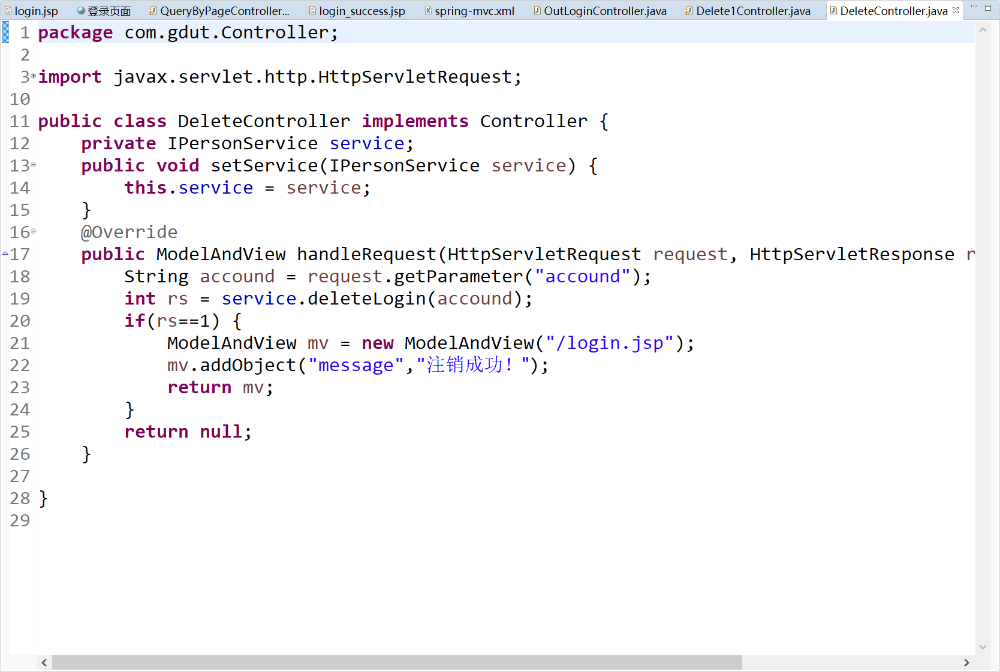 login.jsp 登录页面 QueryByPageController... login_success.jsp spring-mvc.xml OutLoginController.java Delete1Controller.java DeleteController.java
1 package com.gdut.Controller;
2
3 import javax.servlet.http.HttpServletRequest;
10
11 public class DeleteController implements Controller {
12 private IPersonService service;
13 public void setService(IPersonService service) {
14 this.service = service;
15 }
16 @Override
17 public ModelAndView handleRequest(HttpServletRequest request, HttpServletResponse r
18 String accound = request.getParameter("accound");
19 int rs = service.deleteLogin(accound);
20 if(rs==1) {
21 ModelAndView mv = new ModelAndView("/login.jsp");
22 mv.addObject("message","注销成功！");
23 return mv;
24 }
25 return null;
26 }
27
28 }
29